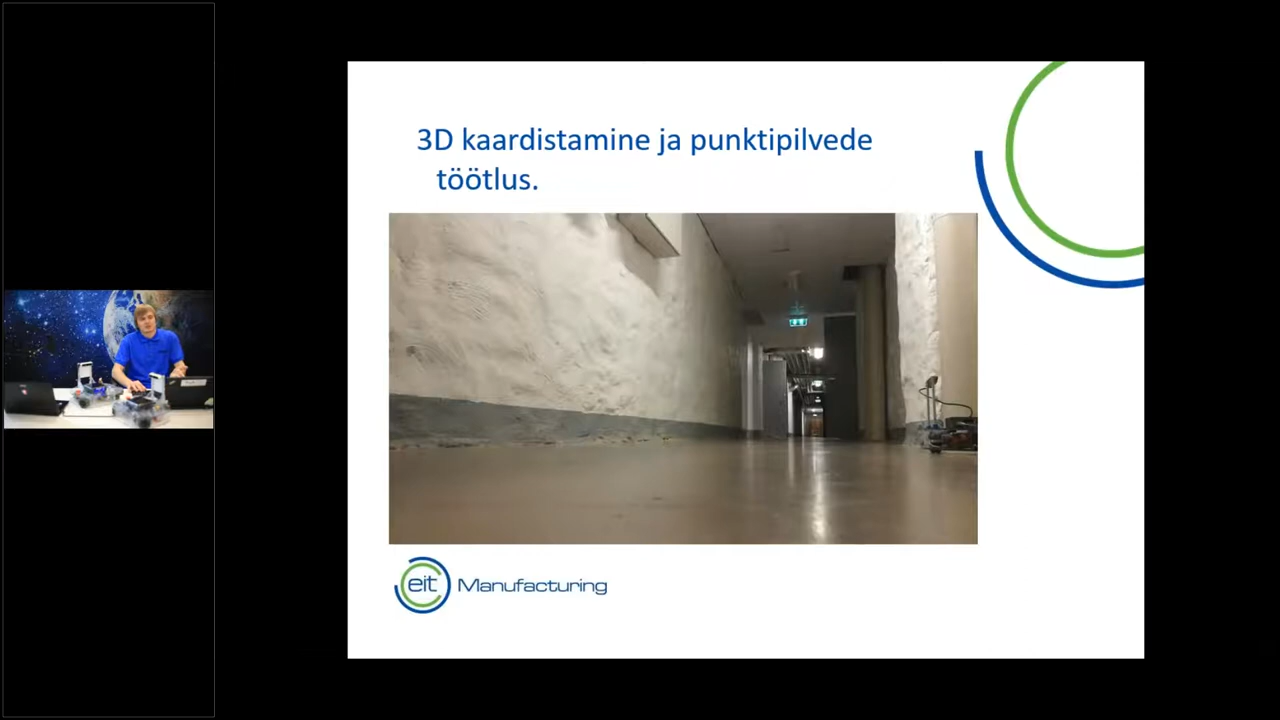 3D kaardistamine ja punktipilvede
töötlus.
eit Manufacturing